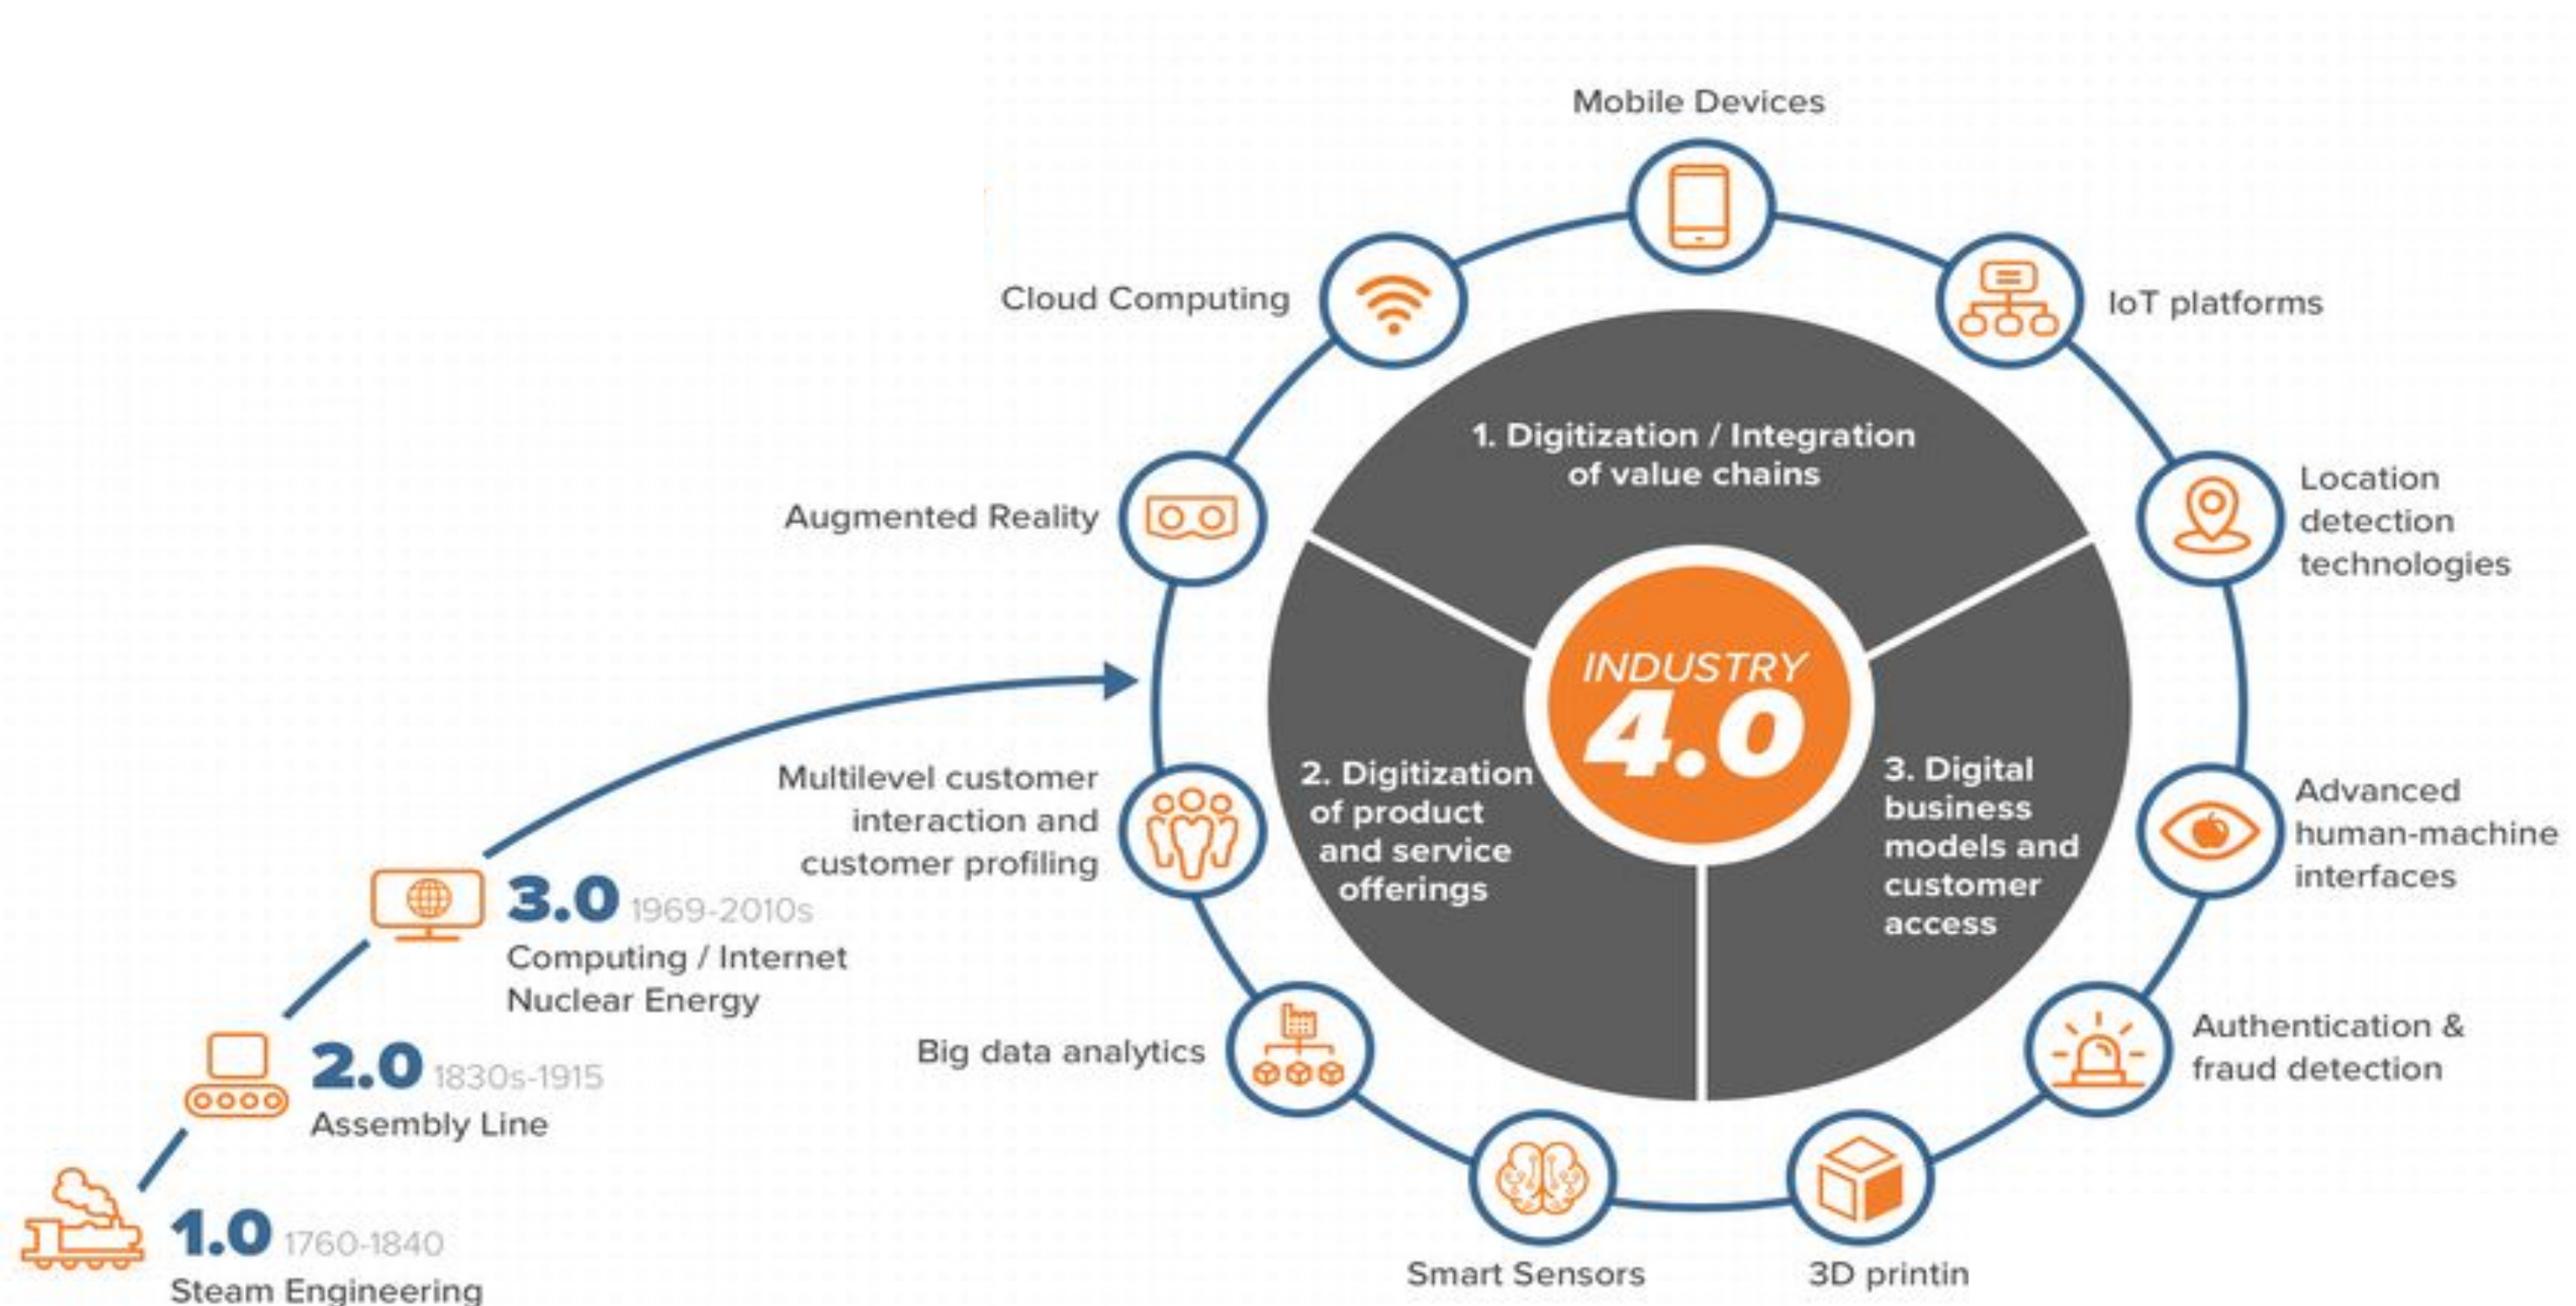 Mobile Devices
Cloud Computing
IoT platforms
Augmented Reality
Location
detection
technologies
1. Digitization / Integration
of value chains
INDUSTRY
4.0
2. Digitization
of product
and service
offerings
3. Digital
business
models and
customer
access
Multilevel customer
interaction and
customer profiling
Advanced
human-machine
interfaces
Big data analytics
Authentication &
fraud detection
Smart Sensors
3D printin
3.0 1969-2010s
Computing / Internet
Nuclear Energy
2.0 1830s-1915
Assembly Line
1.0 1760-1840
Steam Engineering